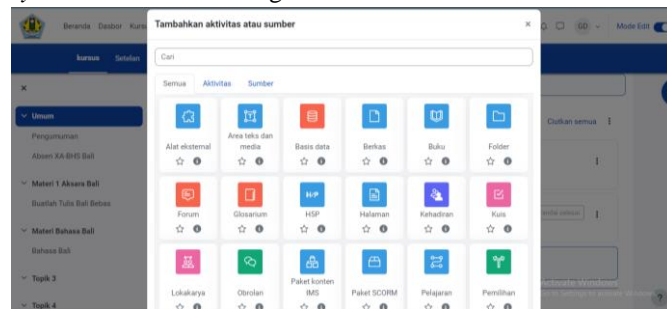 Beranda Dasbor
Tambahkan aktivitas atau sumber
GD
Mode Edit
kursus Setelan
Cari
Semua Aktivitas Sumber
Umum
Pengumuman
Absen XA-BHS Bali
Materi 1 Aksara Bali
Buatlah Tulis Bali Bebas
Materi Bahasa Bali
Bahasa Bali
Topik 3
Topik 4
Alat eksternal
Area teks dan media
Basis data
Berkas
Buku
Folder
Forum
Glosarium
H5P
Halaman
Kehadiran
Kuis
Lokakarya
Obrolan
Paket konten IMS
Paket SCORM
Pelajaran
Pemilihan
Ciutkan semua
Activate Windows